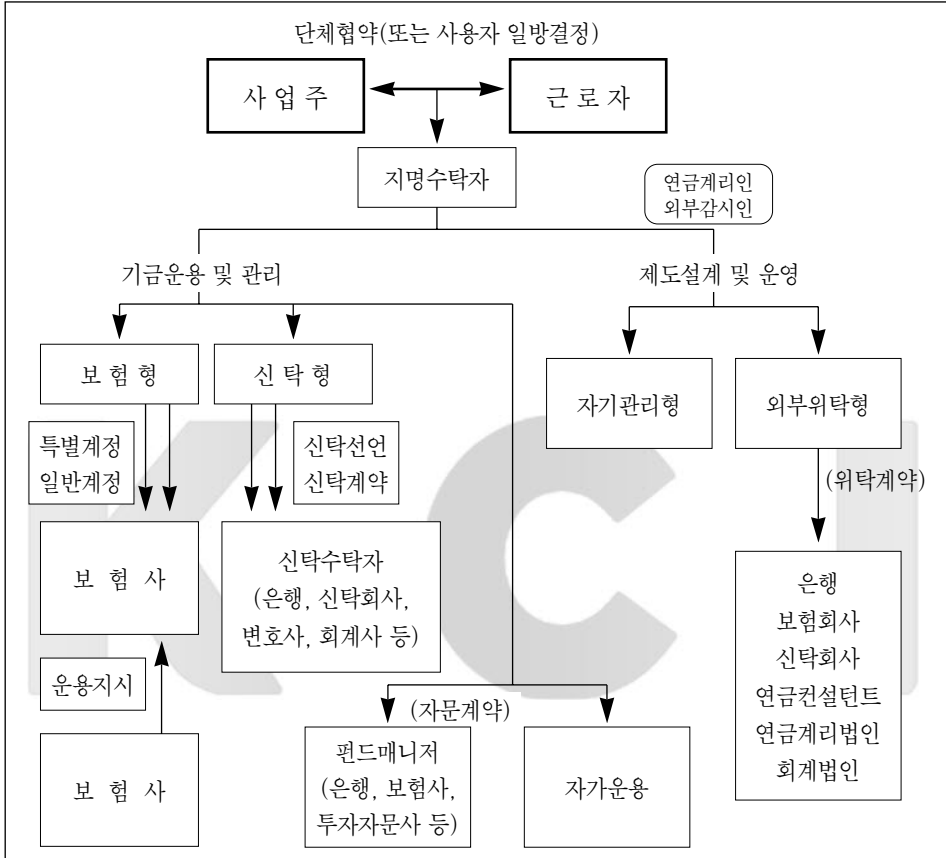 단체협약(또는 사용자 일방결정)
사 업 주
근 로 자
지명수탁자
연금계리인
외부감시인
기금운용 및 관리
제도설계 및 운영
보 험 형
신 탁 형
자기관리형
외부위탁형
특별계정
일반계정
신탁선언
신탁계약
(위탁계약)
보 험 사
신탁수탁자
(은행, 신탁회사,
변호사, 회계사 등)
은행
보험회사
신탁회사
연금컨설턴트
연금계리법인
회계법인
운용지시
보 험 사
(자문계약)
펀드매니저
(은행, 보험사,
투자자문사 등)
자가운용
KCI